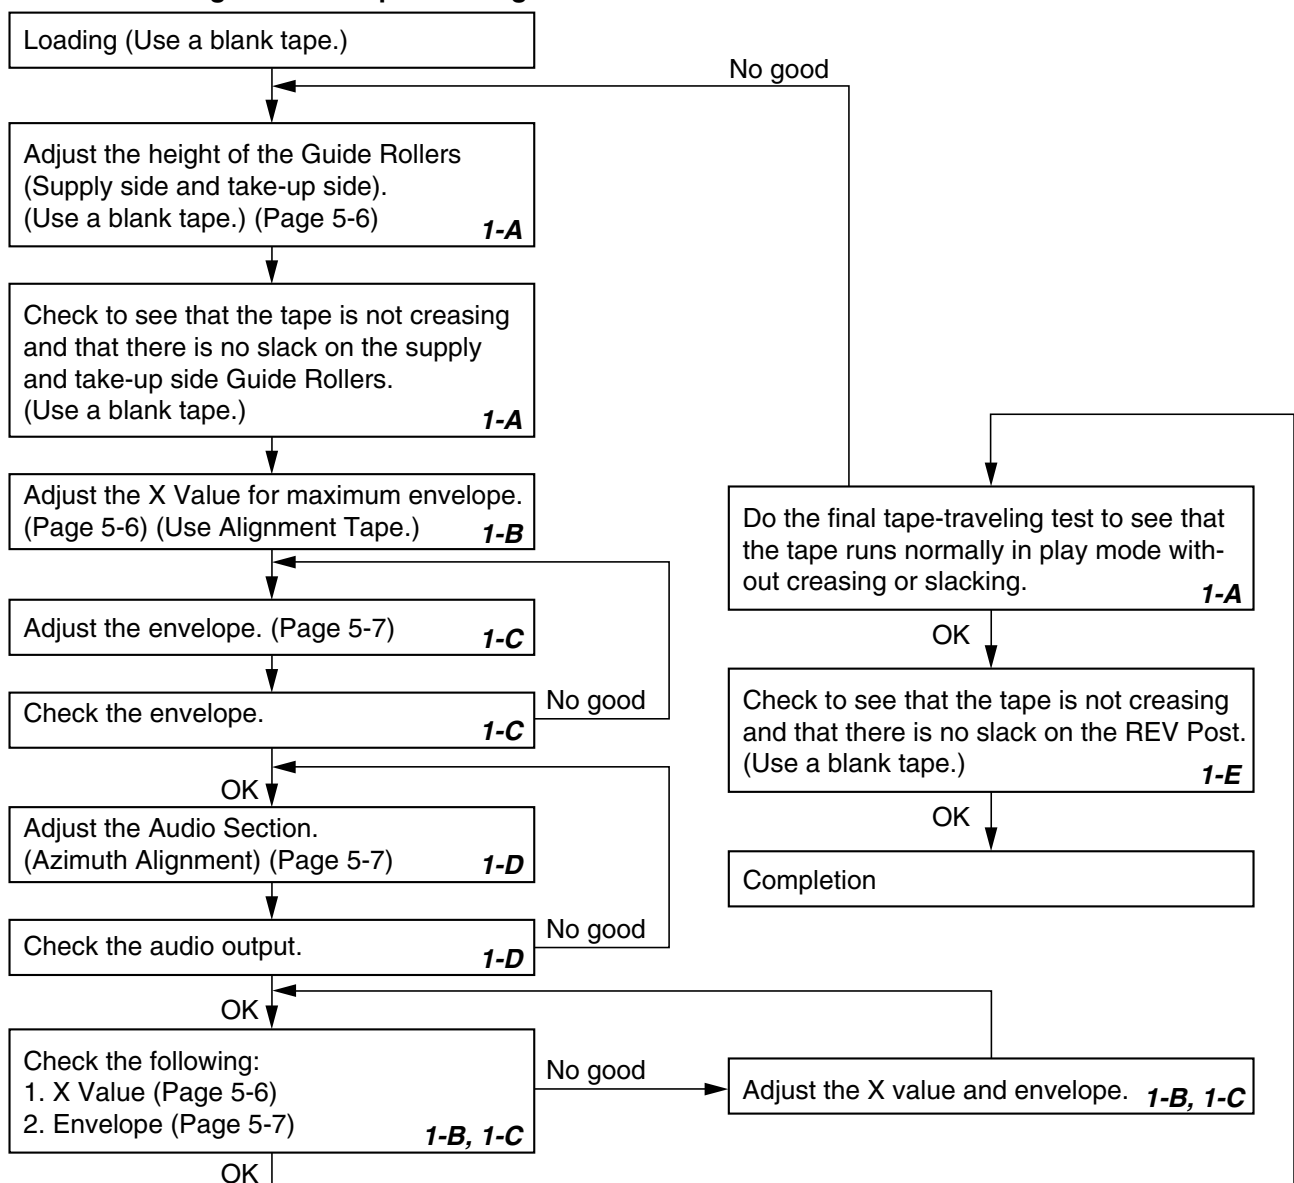 Loading (Use a blank tape.)
No good
Adjust the height of the Guide Rollers
(Supply side and take-up side).
(Use a blank tape.) (Page 5-6)
1-A
Check to see that the tape is not creasing
and that there is no slack on the supply
and take-up side Guide Rollers.
(Use a blank tape.)
1-A
Adjust the X Value for maximum envelope.
(Page 5-6) (Use Alignment Tape.)
1-B
Adjust the envelope. (Page 5-7)
1-C
Check the envelope.
1-C
No good
OK
Adjust the Audio Section.
(Azimuth Alignment) (Page 5-7)
1-D
Check the audio output.
1-D
No good
OK
Check the following:
1. X Value (Page 5-6)
2. Envelope (Page 5-7)
1-B, 1-C
No good
Adjust the X value and envelope.
1-B, 1-C
OK
Do the final tape-traveling test to see that
the tape runs normally in play mode with-
out creasing or slacking.
1-A
OK
Check to see that the tape is not creasing
and that there is no slack on the REV Post.
(Use a blank tape.)
1-E
OK
Completion